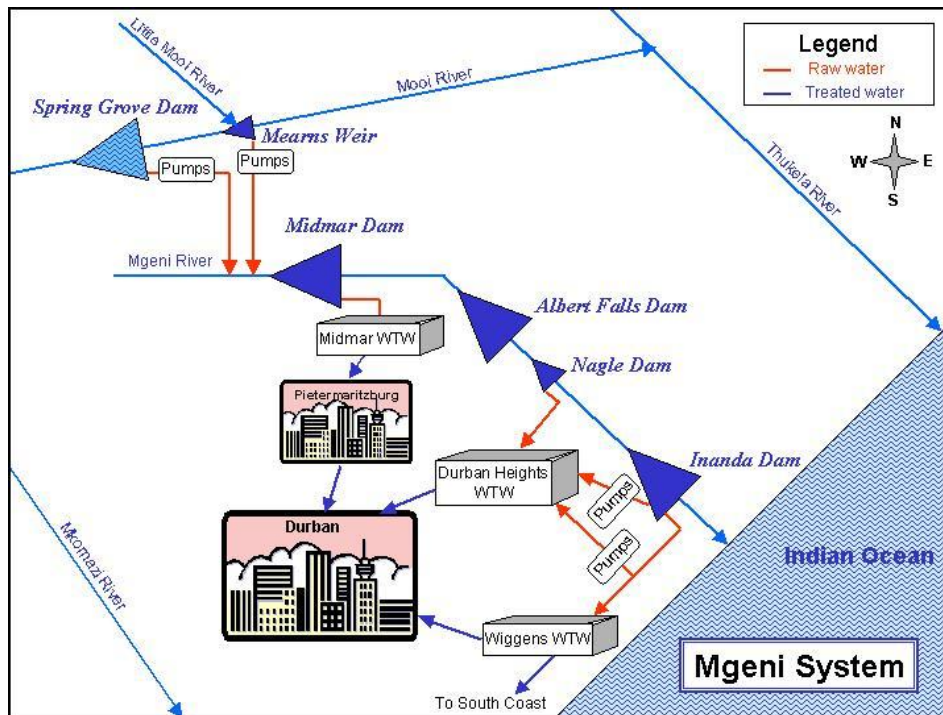 Little Mooi River
Mooi River
Legend
Raw water
Treated water
Spring Grove Dam
Mearns Weir
Pumps
Pumps
N
W
E
S
Thukela River
Midmar Dam
Mgeni River
Albert Falls Dam
Midmar WTW
Nagle Dam
Pietermaritzburg
Inanda Dam
Durban Heights
WTW
Pumps
Durban
Pumps
Indian Ocean
Mkomazi River
Wiggens WTW
Mgeni System
To South Coast